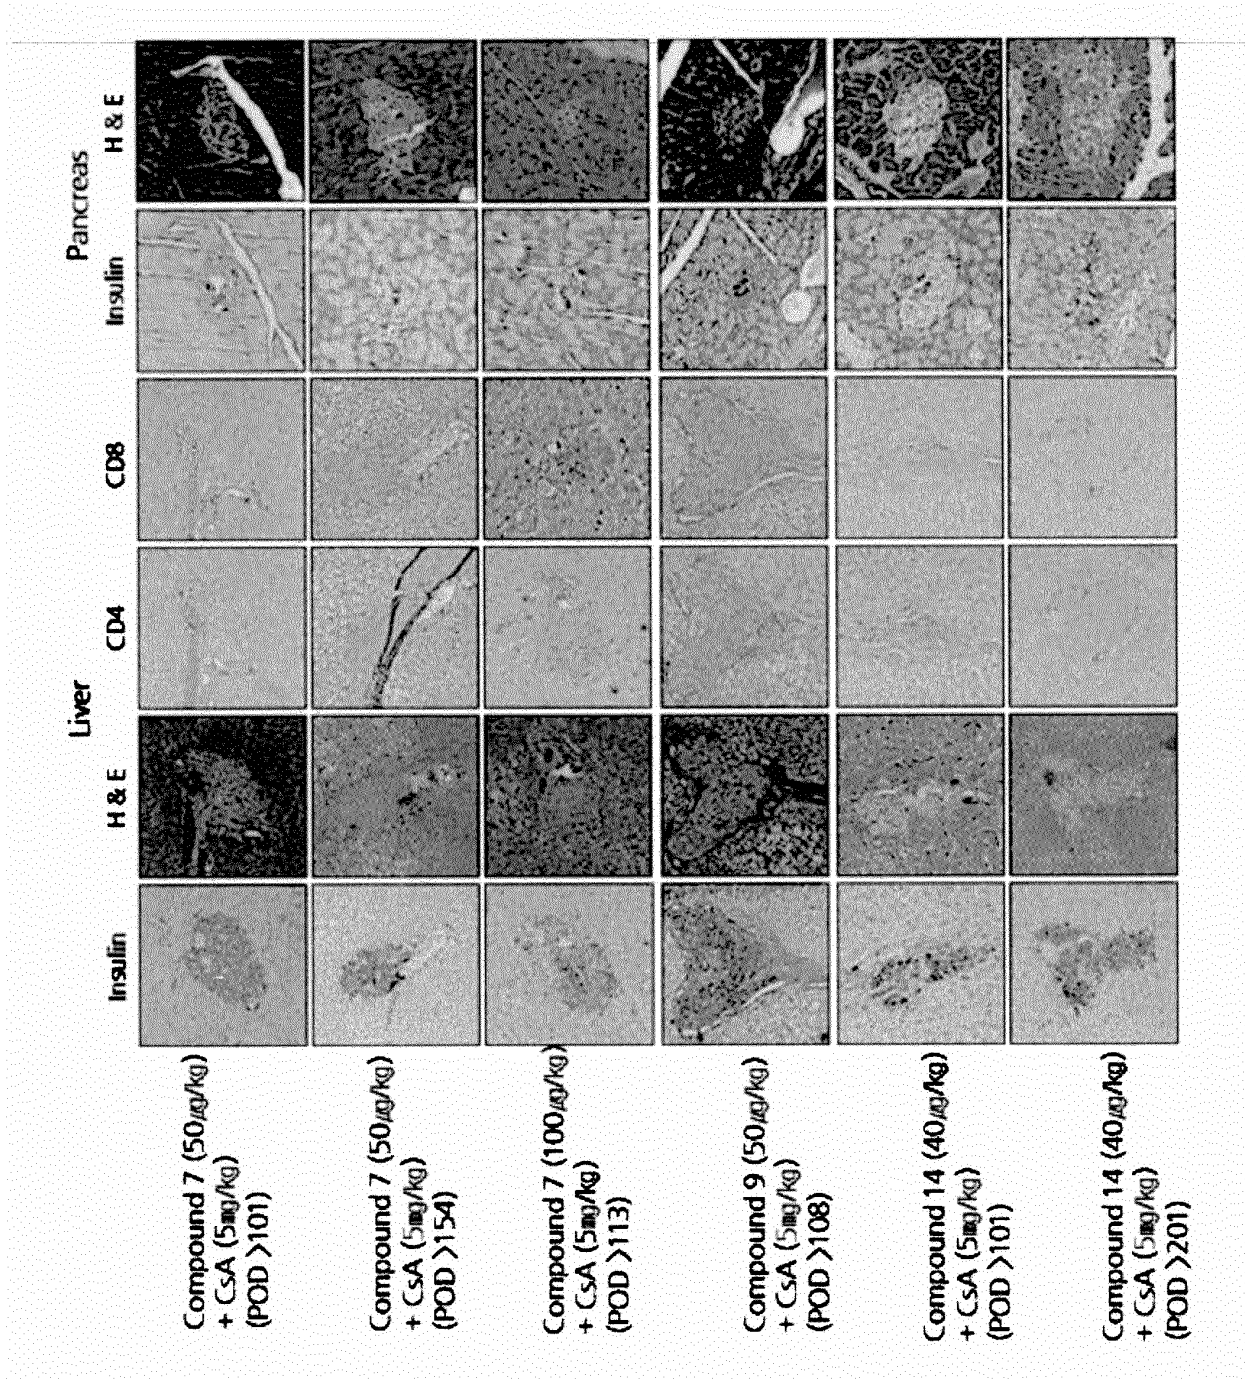 Liver
Pancreas
Insulin
H & E
CD4
CD8
Insulin
H & E
Compound 7 (50㎍/kg)
+ CsA (5㎎/kg)
(POD >101)
Compound 7 (50㎍/kg)
+ CsA (5㎎/kg)
(POD >154)
Compound 7 (100㎍/kg)
+ CsA (5㎎/kg)
(POD >113)
Compound 9 (50㎍/kg)
+ CsA (5㎎/kg)
(POD >108)
Compound 14 (40㎍/kg)
+ CsA (5㎎/kg)
(POD >101)
Compound 14 (40㎍/kg)
+ CsA (5㎎/kg)
(POD >201)